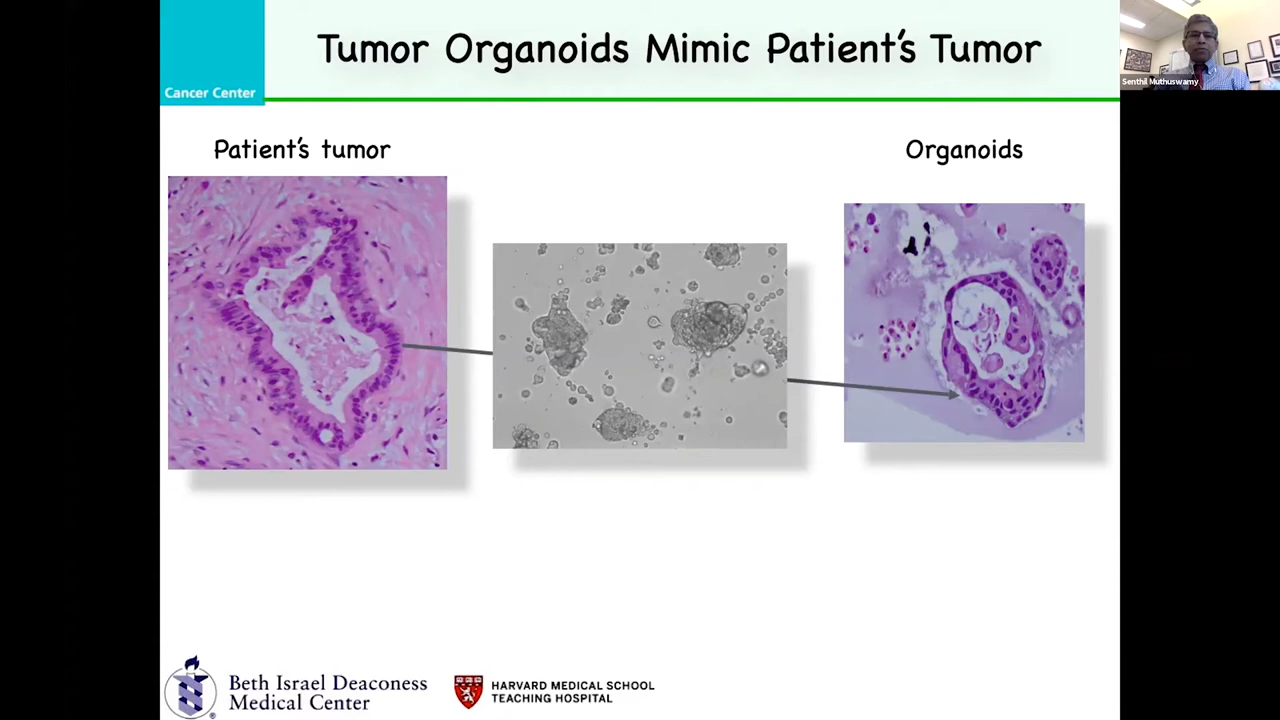 Tumor Organoids Mimic Patient's Tumor
Cancer Center
Senthil Muthuswamy
Patient's tumor
Organoids
Beth Israel Deaconess
Medical Center
HARVARD MEDICAL SCHOOL
TEACHING HOSPITAL